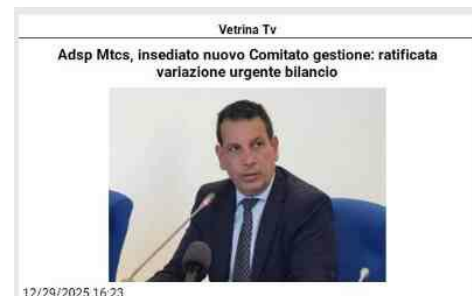 Vetrina Tv
Adsp Mtcs, insediato nuovo Comitato gestione: ratificata
variazione urgente bilancio
12/29/2025 16:23